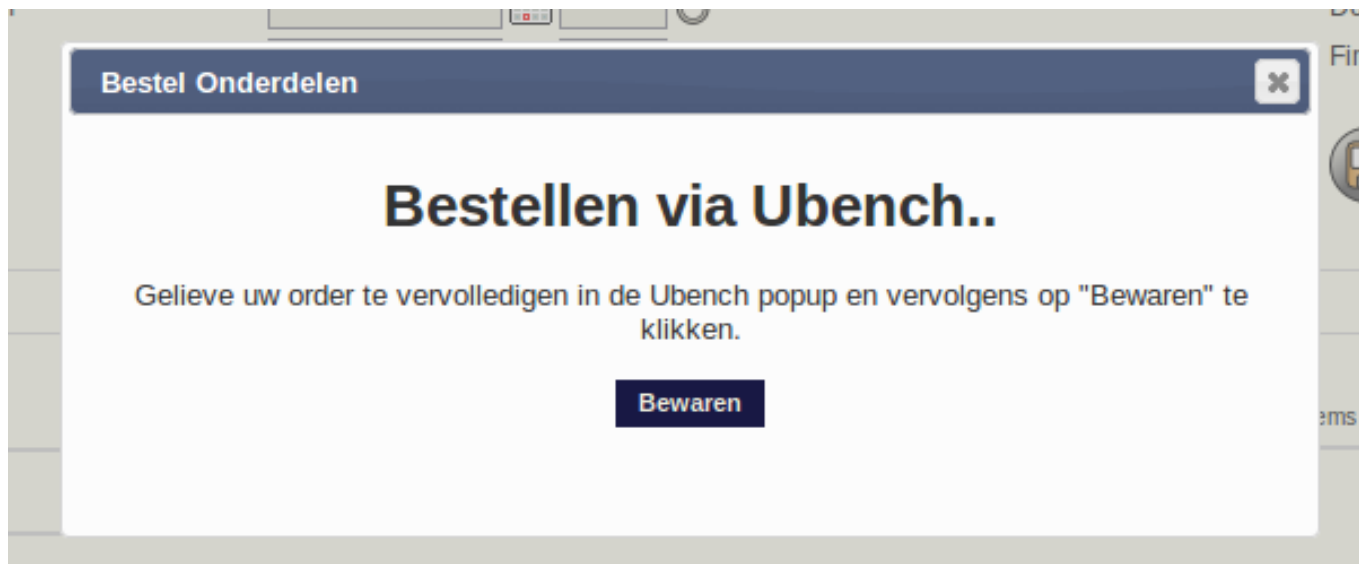 Bestel Onderdelen
Bestellen via Ubench..
Gelieve uw order te vervolledigen in de Ubench popup en vervolgens op "Bewaren" te
klikken.
Bewaren